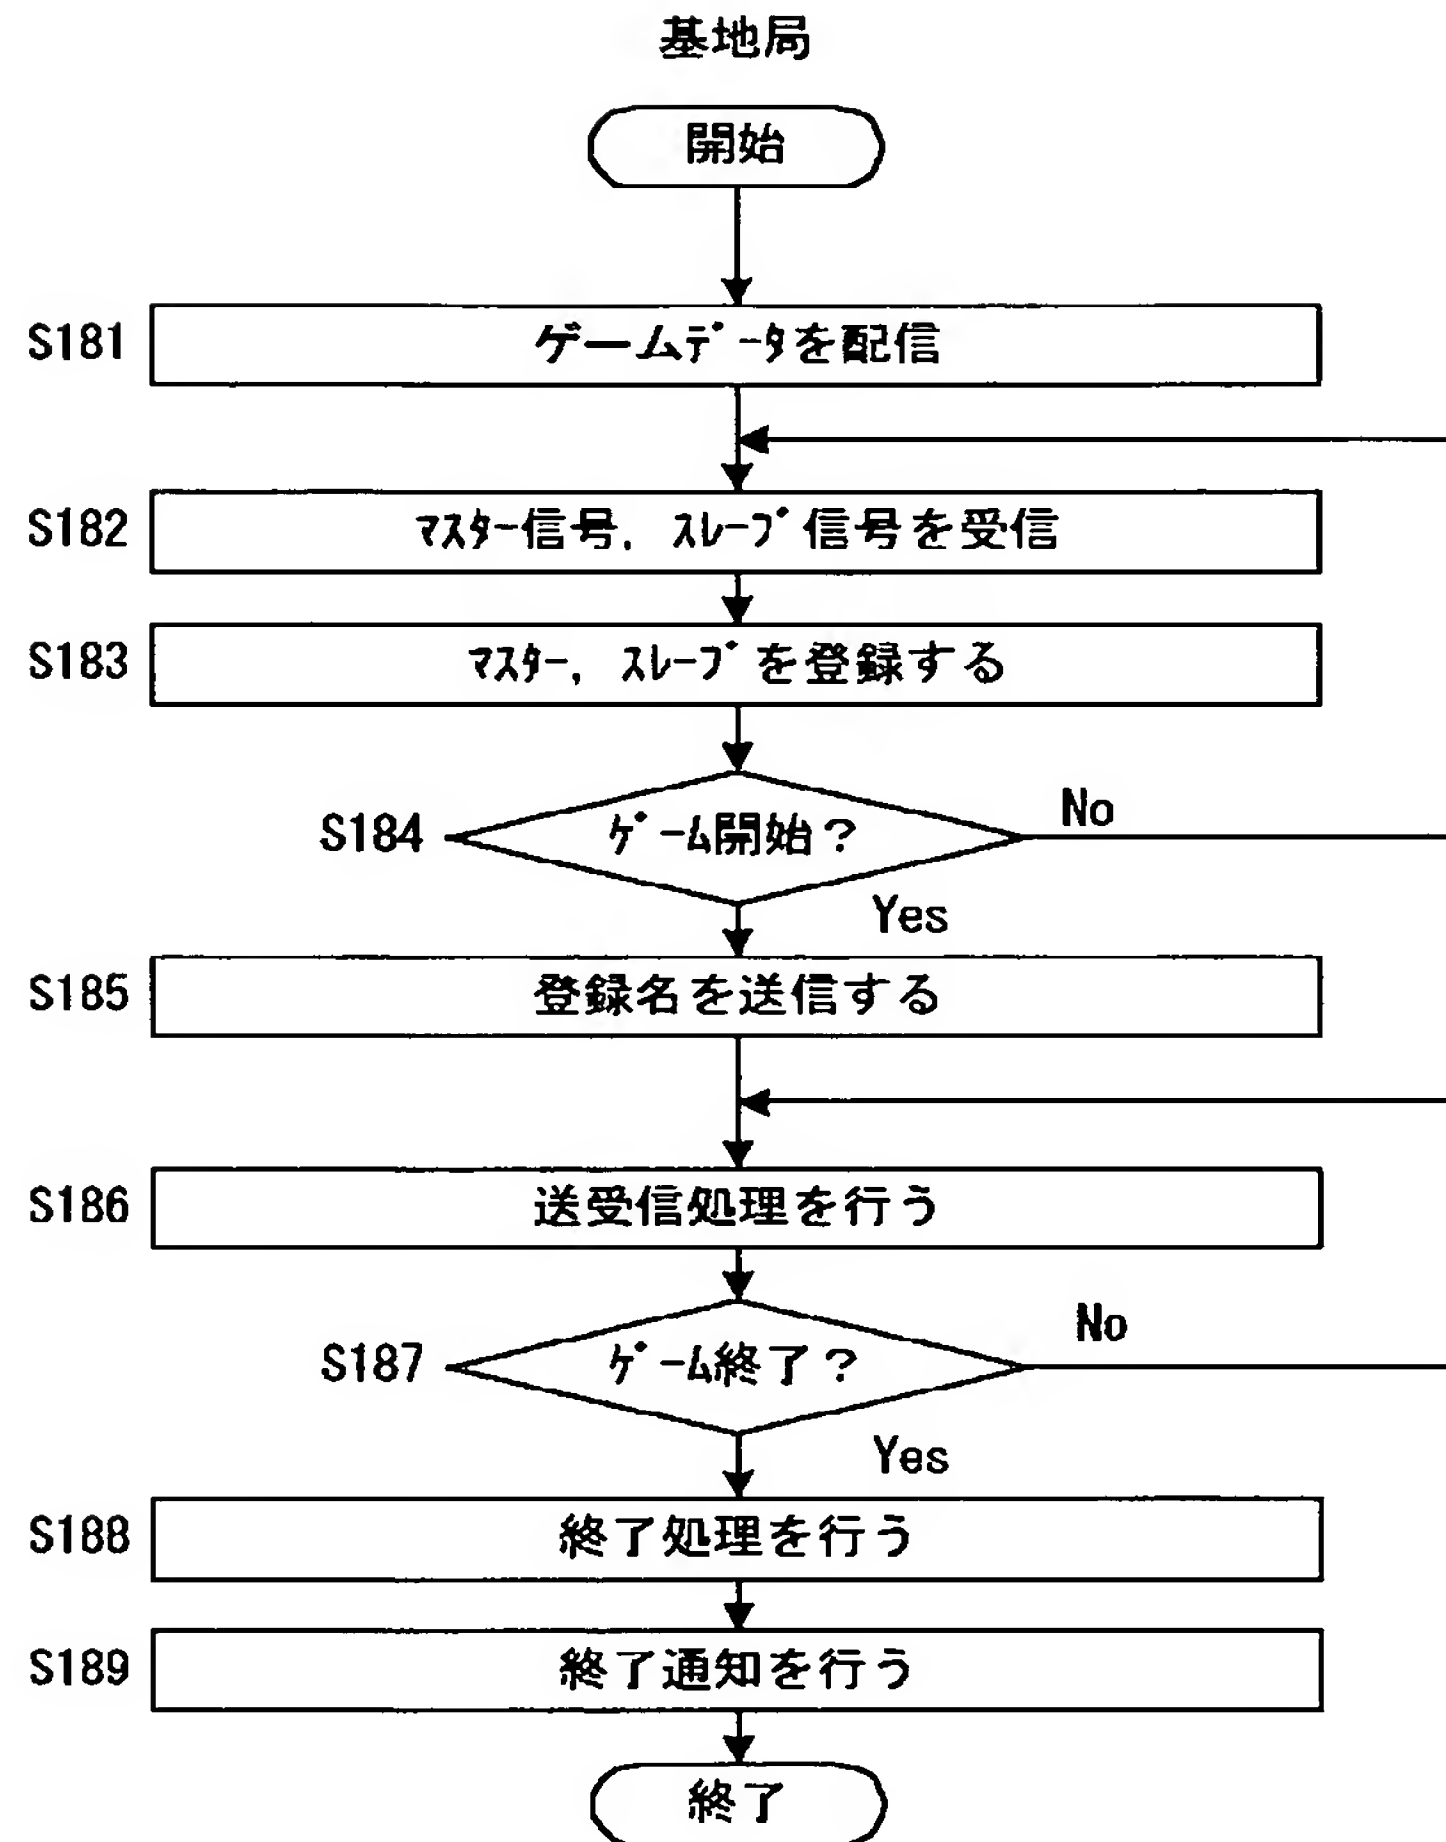 基地局
開始
S181 ゲームﾃﾞｰﾀを配信
S182 ﾏｽﾀｰ信号，ｽﾚｰﾌﾞ信号を受信
S183 ﾏｽﾀｰ，ｽﾚｰﾌﾞを登録する
S184 ｹﾞｰﾑ開始？ No
Yes
S185 登録名を送信する
S186 送受信処理を行う
S187 ｹﾞｰﾑ終了？ No
Yes
S188 終了処理を行う
S189 終了通知を行う
終了